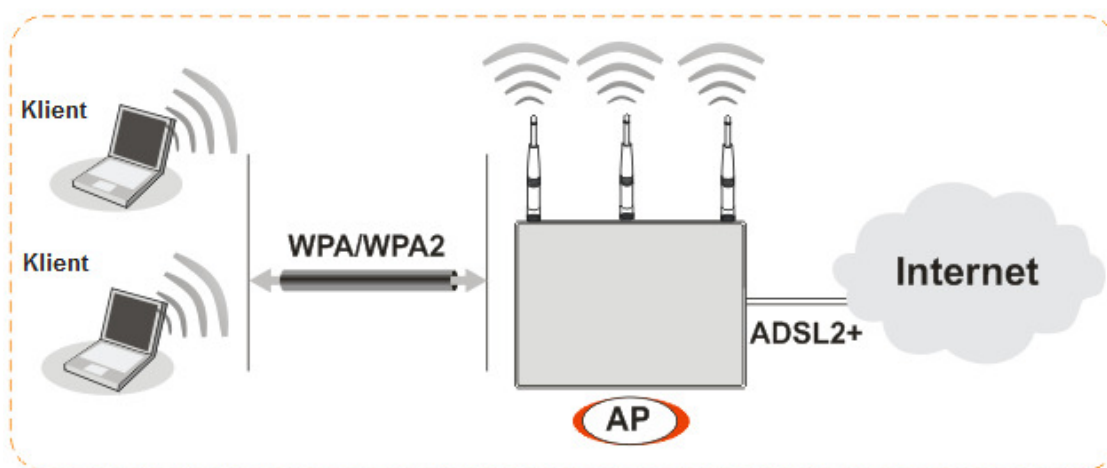 Klient
Klient
WPA/WPA2
AP
ADSL2+
Internet